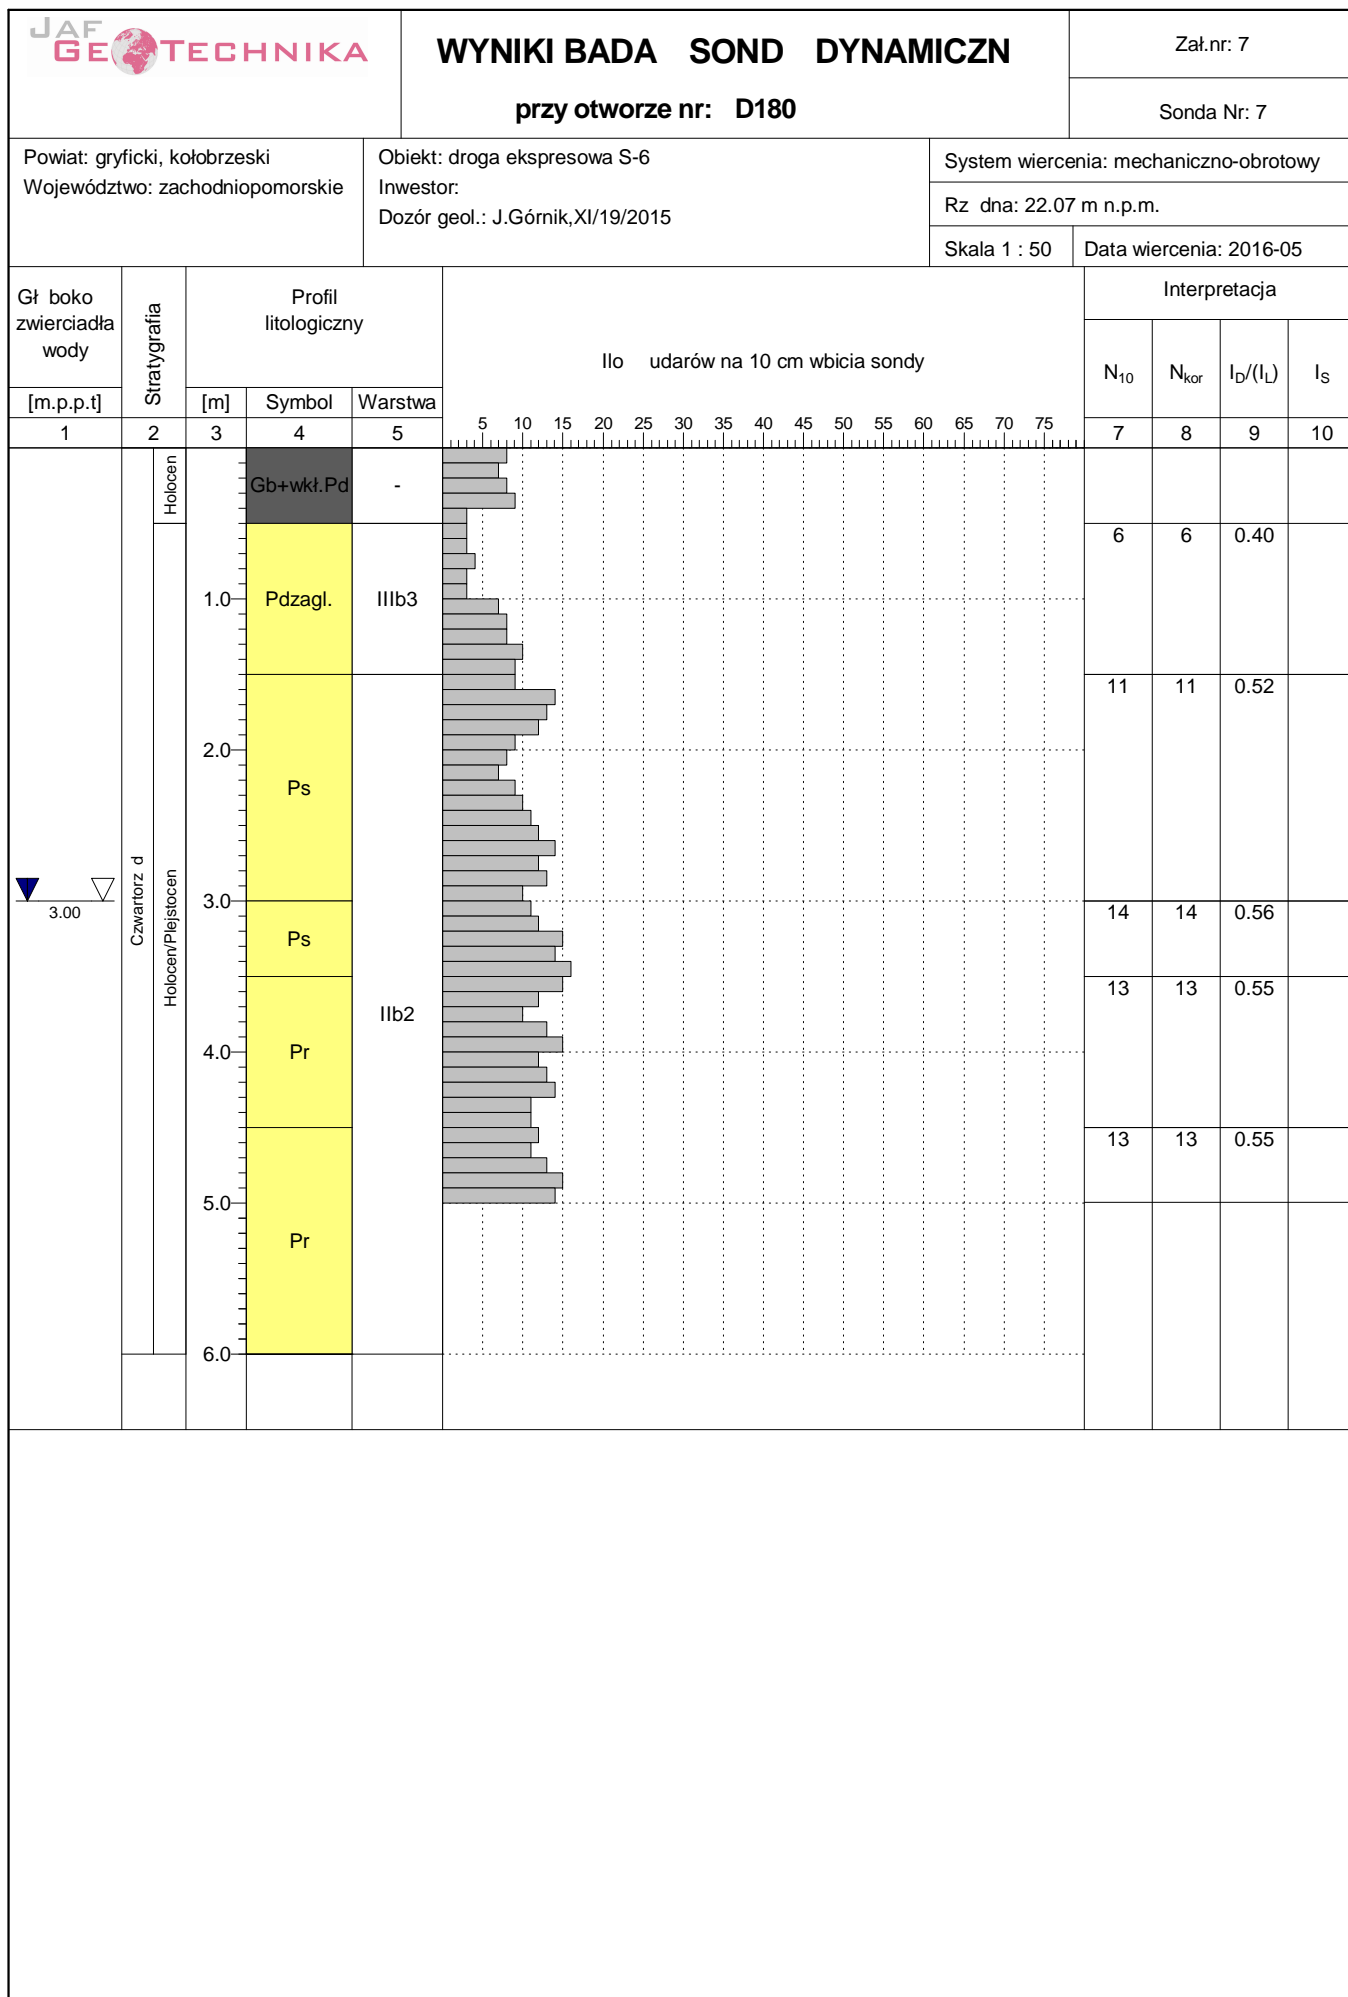 JAF
GEOTECHNIKA
WYNIKI BADA SOND DYNAMICZN
przy otworze nr: D180
Zał.nr: 7
Sonda Nr: 7
Powiat: gryficki, kołobrzeski
Województwo: zachodniopomorskie
Obiekt: droga ekspresowa S-6
Inwestor:
Dozór geol.: J.Górnik,XI/19/2015
System wiercenia: mechaniczno-obrotowy
Rz dna: 22.07 m n.p.m.
Skala 1 : 50 Data wiercenia: 2016-05
Gł boko
zwierciadła
wody
[m.p.p.t]
Stratygrafia
Profil
litologiczny
[m] Symbol Warstwa
Ilo udarów na 10 cm wbicia sondy
Interpretacja
N10 Nkor ID/(IL) IS
1 2 3 4 5
5 10 15 20 25 30 35 40 45 50 55 60 65 70 75
7 8 9 10
Holocen
Gb+wkł.Pd -
6 6 0.40
1.0 Pdzagl. IIIb3
11 11 0.52
2.0
Ps
3.0
3.00
Czwartorz d
Holocen/Plejstocen
14 14 0.56
Ps
13 13 0.55
IIb2
4.0 Pr
13 13 0.55
5.0
Pr
6.0